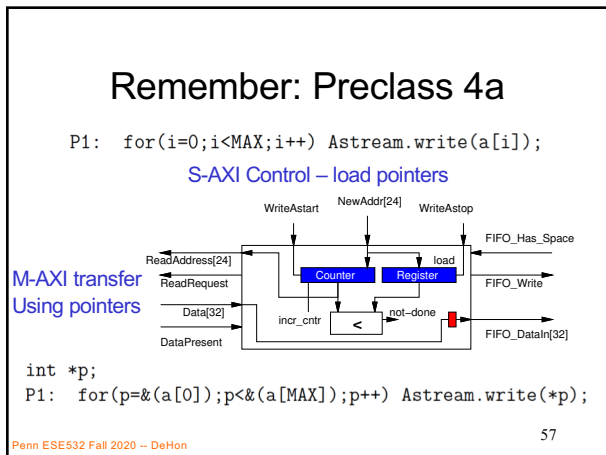 Remember: Preclass 4a
P1: for(i=0;i<MAX;i++) Astream.write(a[i]);
S-AXI Control – load pointers
WriteAstart
NewAddr[24]
WriteAstop
ReadAddress[24]
load
FIFO_Has_Space
M-AXI transfer
Using pointers
ReadRequest
Counter
Register
FIFO_Write
Data[32]
incr_cntr
<
not-done
FIFO_DataIn[32]
DataPresent
int *p;
P1: for(p=&(a[0]);p<&(a[MAX]);p++) Astream.write(*p);
Penn ESE532 Fall 2020 -- DeHon
57